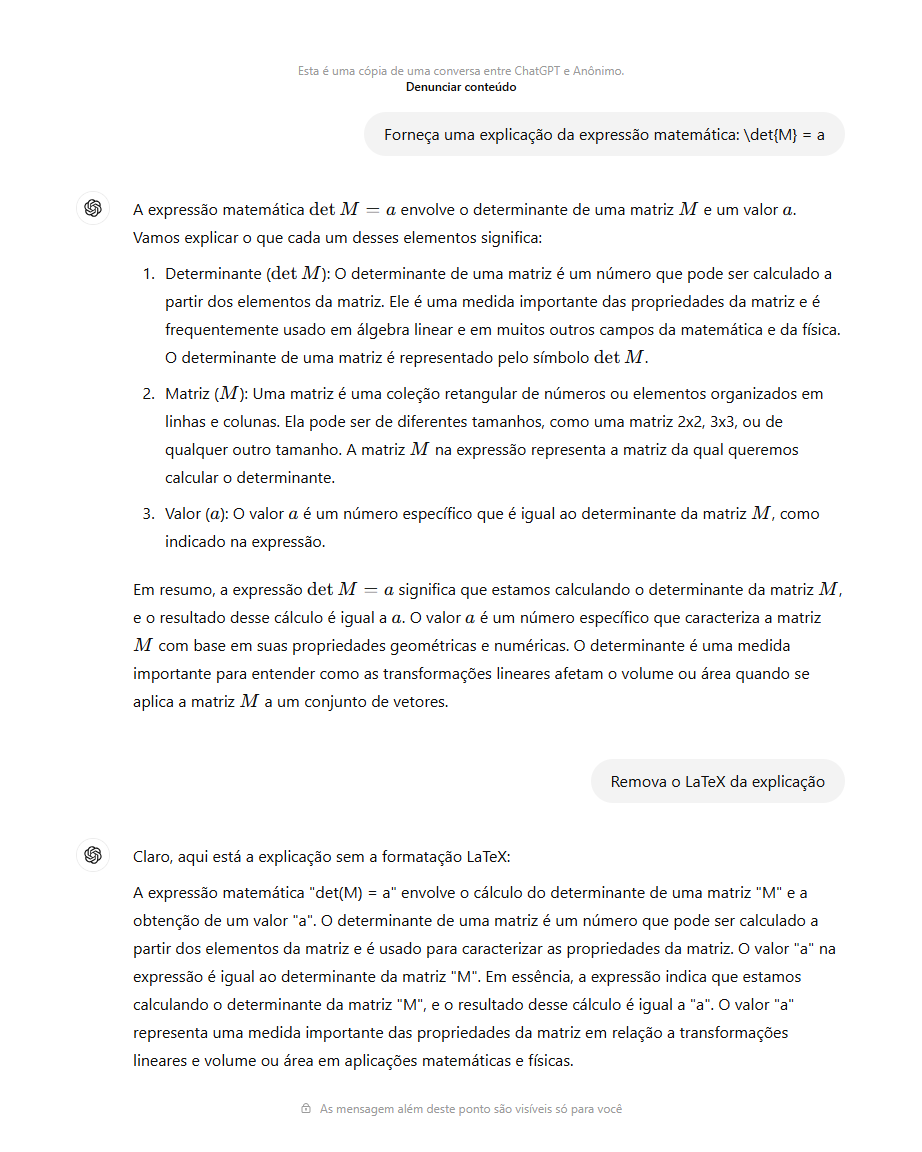 Esta é uma cópia de uma conversa entre ChatGPT e Anônimo.
Denunciar conteúdo
Forneça uma explicação da expressão matemática: \det{M} = a
A expressão matemática det M = a envolve o determinante de uma matriz M e um valor a.
Vamos explicar o que cada um desses elementos significa:
1. Determinante (det M): O determinante de uma matriz é um número que pode ser calculado a
partir dos elementos da matriz. Ele é uma medida importante das propriedades da matriz e é
frequentemente usado em álgebra linear e em muitos outros campos da matemática e da física.
O determinante de uma matriz é representado pelo símbolo det M.
2. Matriz (M): Uma matriz é uma coleção retangular de números ou elementos organizados em
linhas e colunas. Ela pode ser de diferentes tamanhos, como uma matriz 2x2, 3x3, ou de
qualquer outro tamanho. A matriz M na expressão representa a matriz da qual queremos
calcular o determinante.
3. Valor (a): O valor a é um número específico que é igual ao determinante da matriz M, como
indicado na expressão.
Em resumo, a expressão det M = a significa que estamos calculando o determinante da matriz M,
e o resultado desse cálculo é igual a a. O valor a é um número específico que caracteriza a matriz
M com base em suas propriedades geométricas e numéricas. O determinante é uma medida
importante para entender como as transformações lineares afetam o volume ou área quando se
aplica a matriz M a um conjunto de vetores.
Remova o LaTeX da explicação
Claro, aqui está a explicação sem a formatação LaTeX:
A expressão matemática "det(M) = a" envolve o cálculo do determinante de uma matriz "M" e a
obtenção de um valor "a". O determinante de uma matriz é um número que pode ser calculado a
partir dos elementos da matriz e é usado para caracterizar as propriedades da matriz. O valor "a" na
expressão é igual ao determinante da matriz "M". Em essência, a expressão indica que estamos
calculando o determinante da matriz "M", e o resultado desse cálculo é igual a "a". O valor "a"
representa uma medida importante das propriedades da matriz em relação a transformações
lineares e volume ou área em aplicações matemáticas e físicas.
As mensagem além deste ponto são visíveis só para você